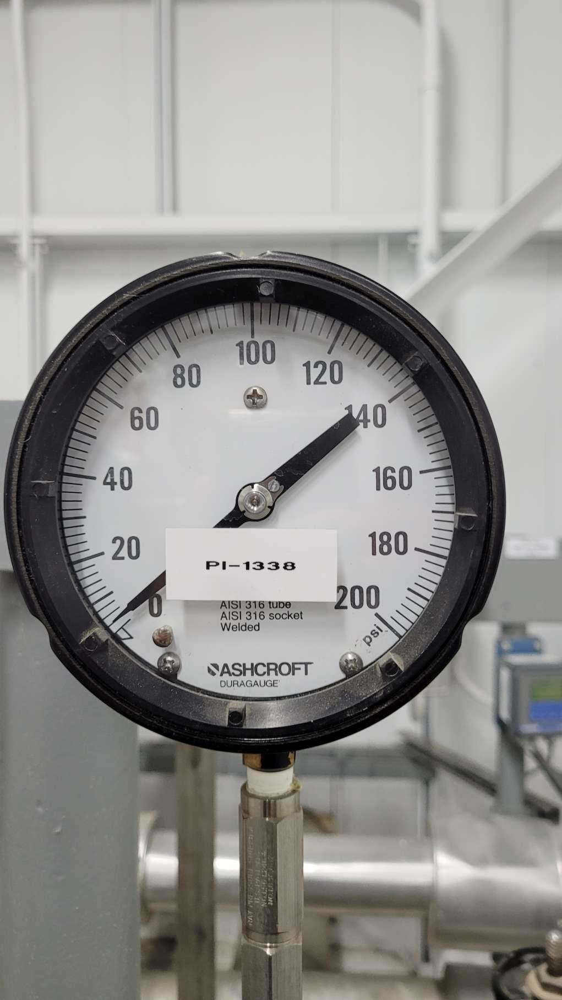 100
80
120
60
140
40
160
20
180
PI-1338
0
200
AISI 316 tube
AISI 316 socket
Welded
psi
ASHCROFT
DURAGAUGE